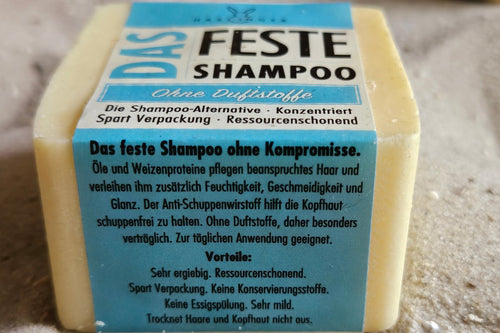 HASLINGER
DAS FESTE
SHAMPOO
Ohne Duftstoffe
Die Shampoo-Alternative · Konzentriert
Spart Verpackung · Ressourcenschonend
Das feste Shampoo ohne Kompromisse.
Öle und Weizenproteine pflegen beanspruchtes Haar und
verleihen ihm zusätzlich Feuchtigkeit, Geschmeidigkeit und
Glanz. Der Anti-Schuppenwirstoff hilft die Kopfhaut
schuppenfrei zu halten. Ohne Duftstoffe, daher besonders
verträglich. Zur täglichen Anwendung geeignet.
Vorteile:
Sehr ergiebig. Ressourcenschonend.
Spart Verpackung. Keine Konservierungsstoffe.
Keine Essigspülung. Sehr mild.
Trocknet Haare und Kopfhaut nicht aus.